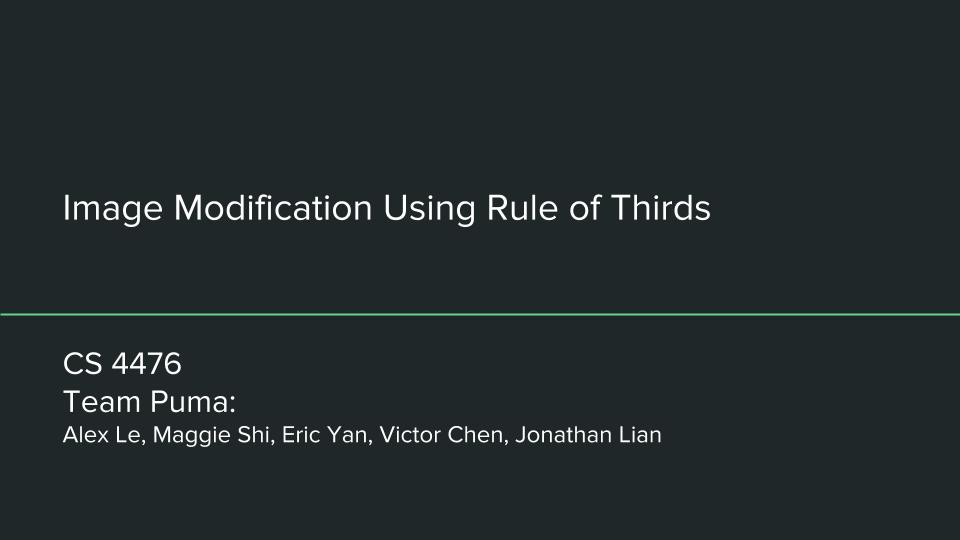 Image Modification Using Rule of Thirds
CS 4476
Team Puma:
Alex Le, Maggie Shi, Eric Yan, Victor Chen, Jonathan Lian